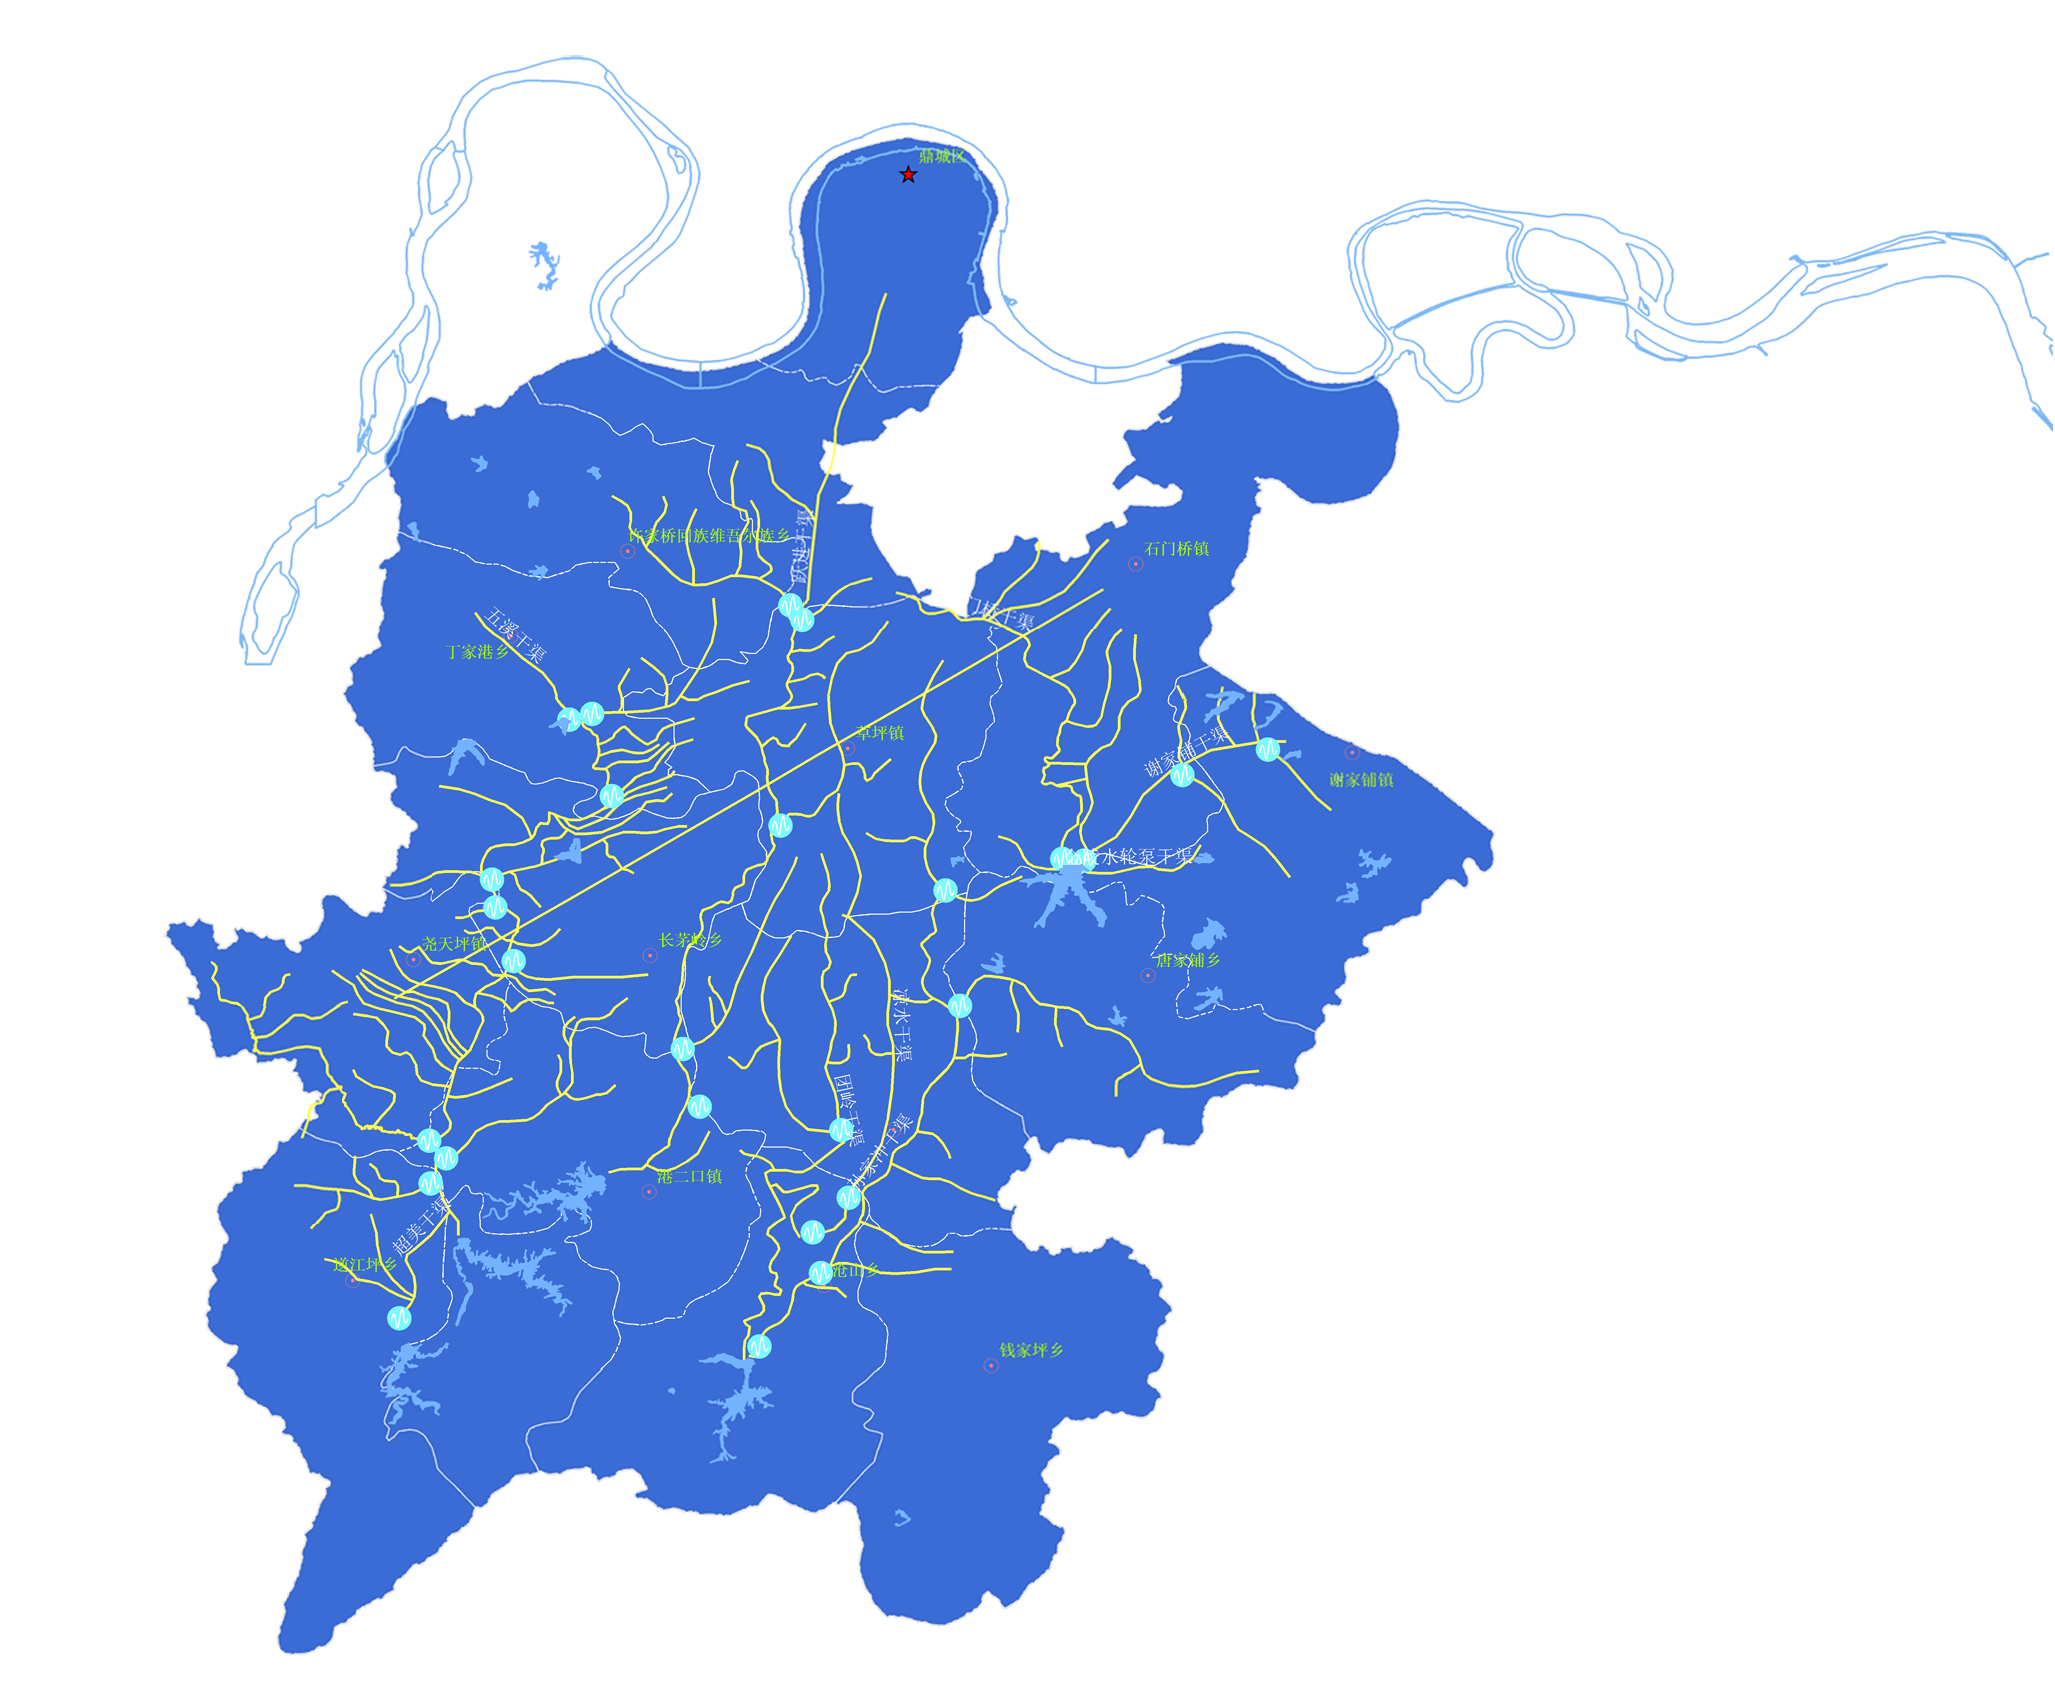 鼎城区
许家桥回族维吾尔族乡
跃进干渠
石门桥镇
门桥干渠
五溪干渠
丁家港乡
草坪镇
谢家铺干渠
谢家铺镇
水轮泵干渠
尧天坪镇
长茅岭乡
唐家铺乡
凉水干渠
团岭干渠
家冲干渠
港二口镇
超美干渠
逆江坪乡
港山乡
钱家坪乡